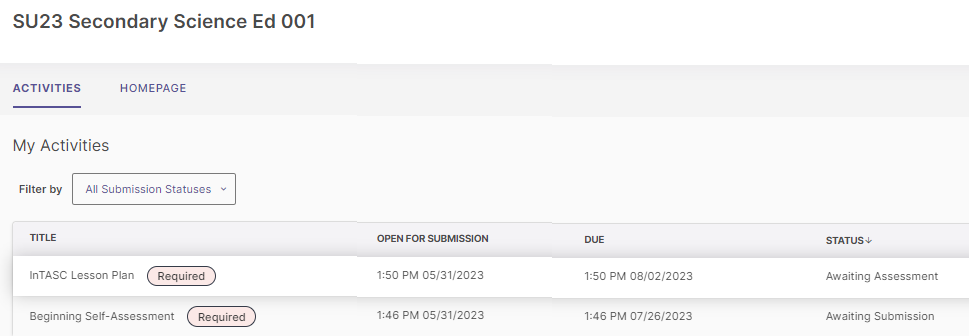 SU23 Secondary Science Ed 001
ACTIVITIES HOMEPAGE
My Activities
Filter by All Submission Statuses
TITLE OPEN FOR SUBMISSION DUE STATUS↓
InTASC Lesson Plan Required 1:50 PM 05/31/2023 1:50 PM 08/02/2023 Awaiting Assessment
Beginning Self-Assessment Required 1:46 PM 05/31/2023 1:46 PM 07/26/2023 Awaiting Submission